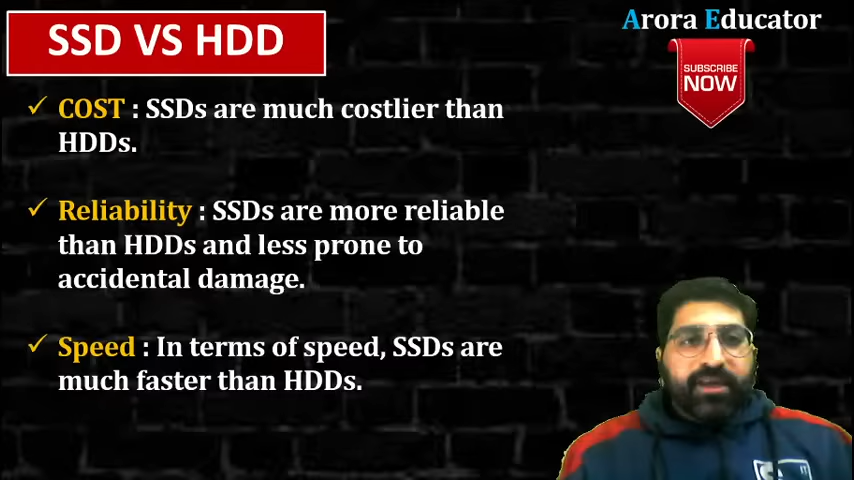 SSD VS HDD
Arora Educator
SUBSCRIBE
NOW
✓ COST : SSDs are much costlier than
HDDs.
✓ Reliability : SSDs are more reliable
than HDDs and less prone to
accidental damage.
✓ Speed : In terms of speed, SSDs are
much faster than HDDs.